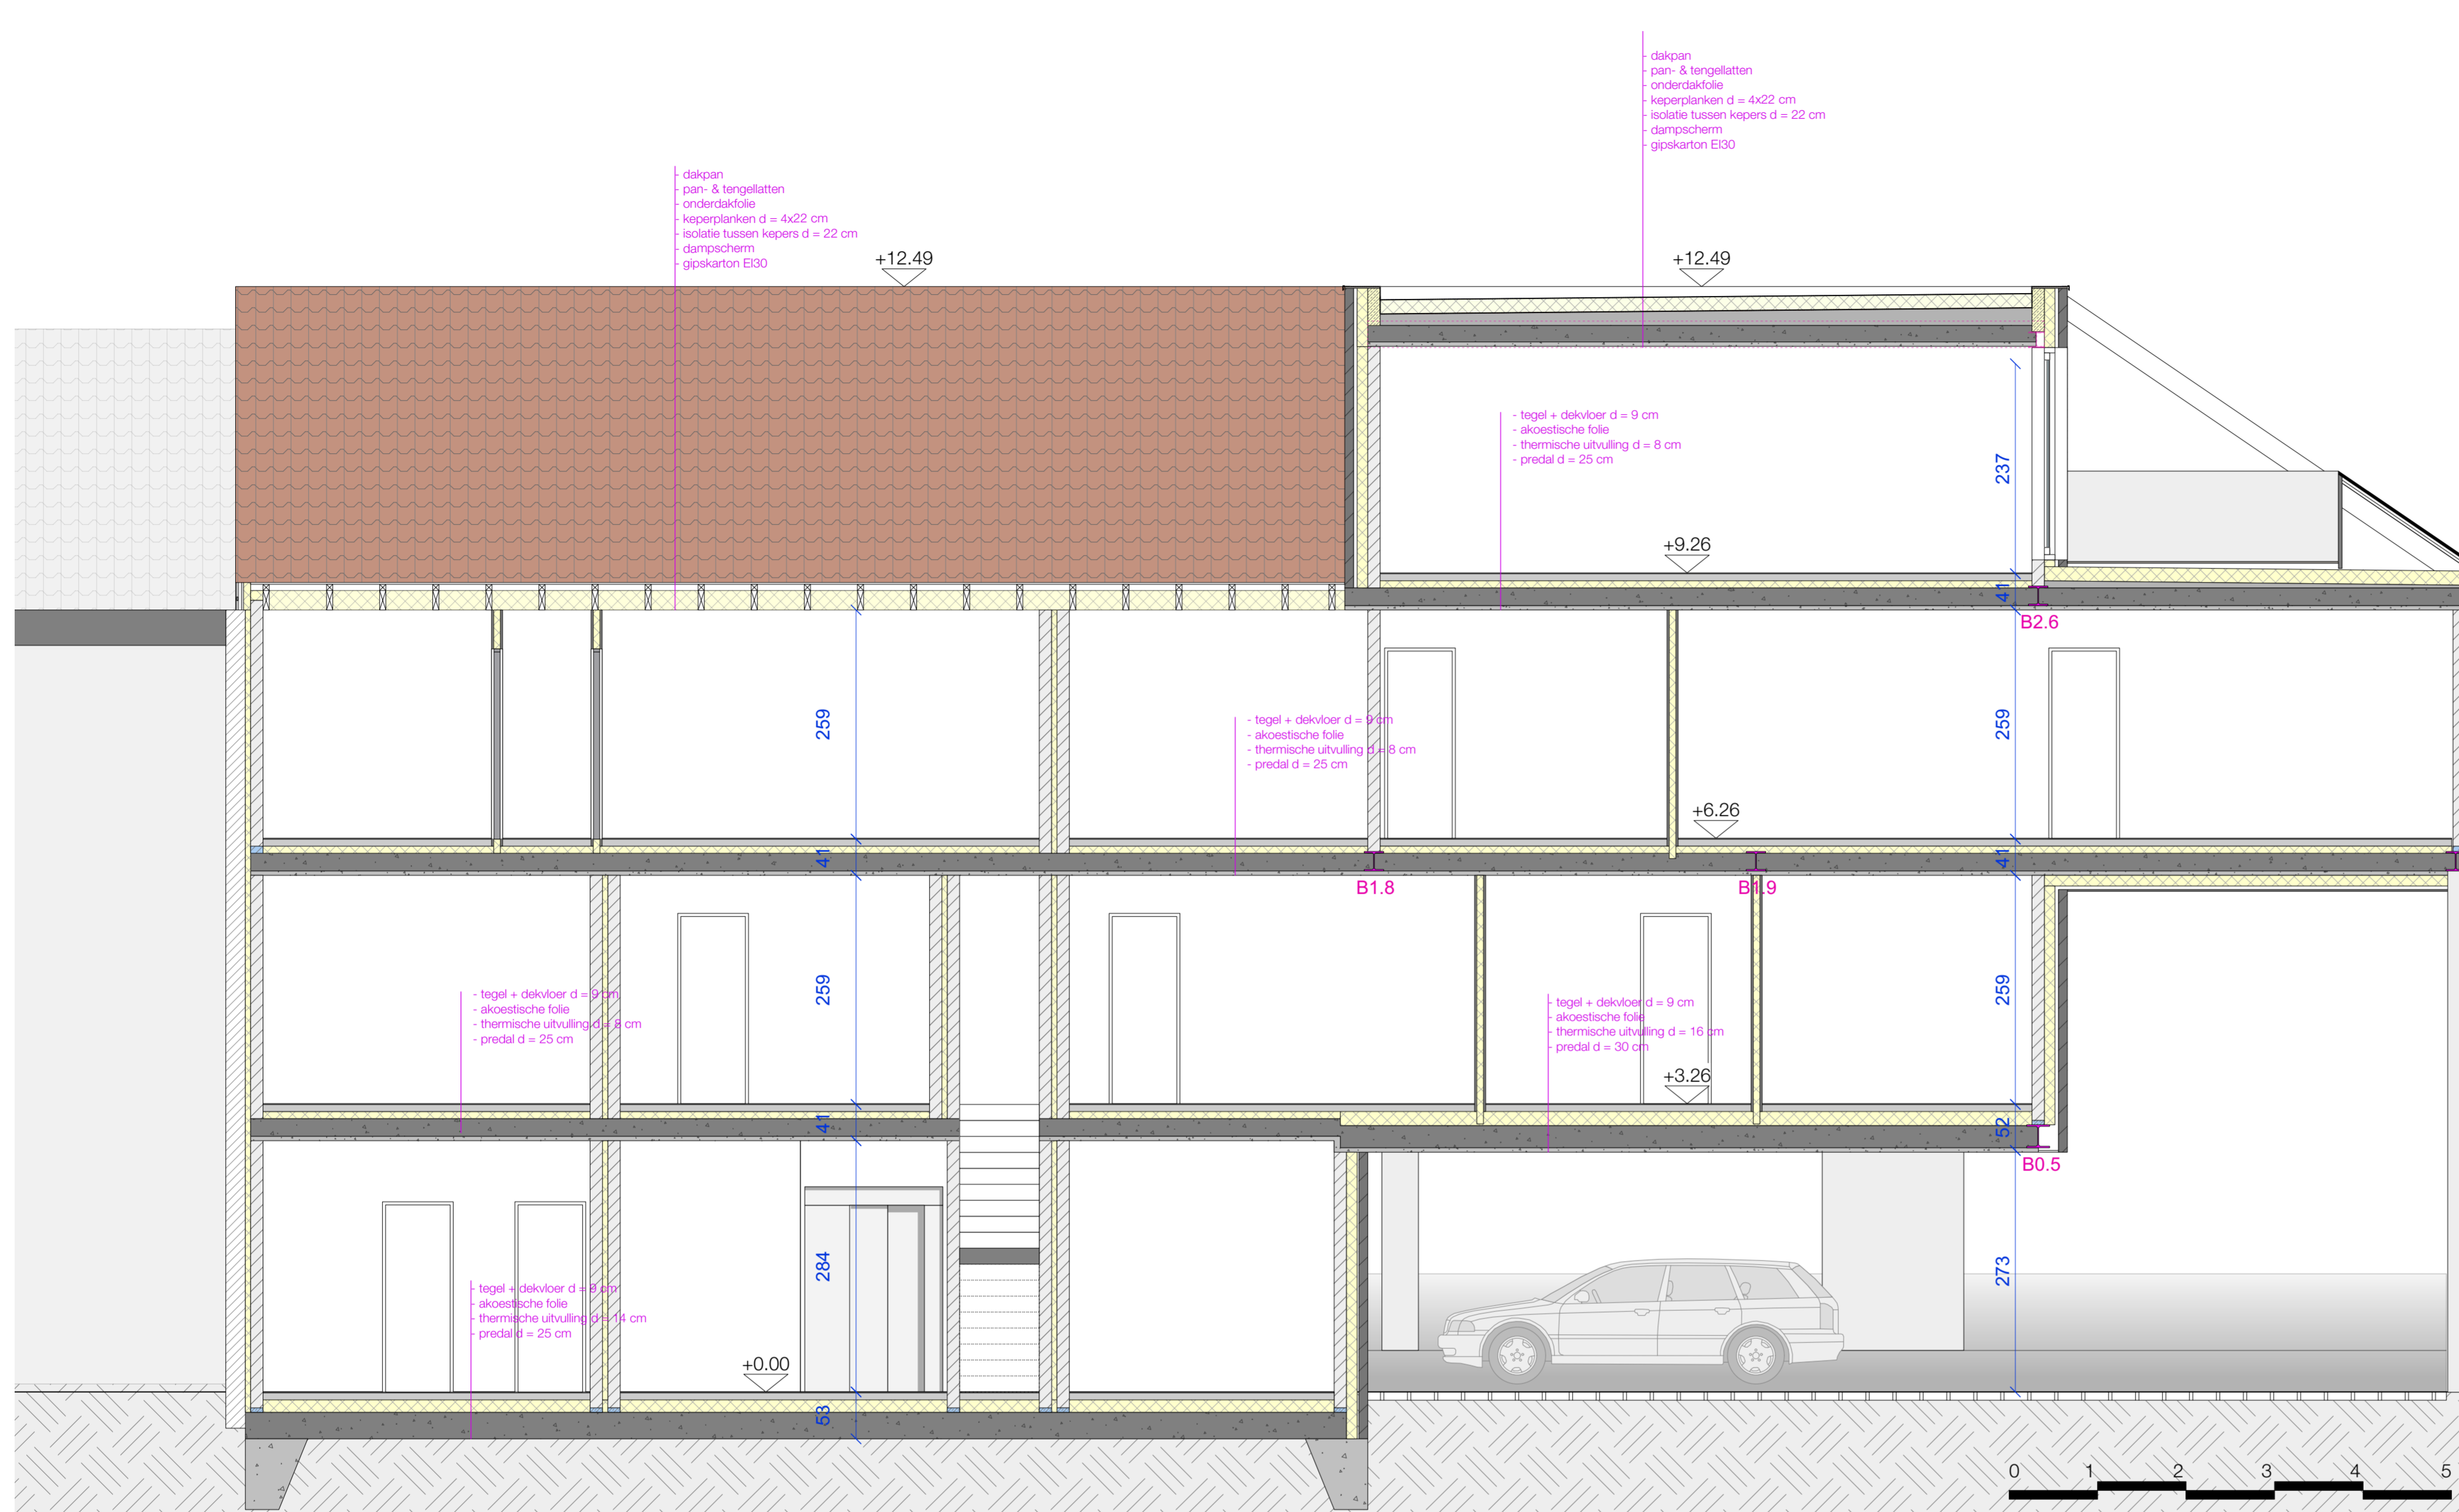 - dakpan
- pan- & tengellatten
- onderdakfolie
- keperplanken d = 4x22 cm
- isolatie tussen kepers d = 22 cm
- dampscherm
- gipskarton EI30
- dakpan
- pan- & tengellatten
- onderdakfolie
- keperplanken d = 4x22 cm
- isolatie tussen kepers d = 22 cm
- dampscherm
- gipskarton EI30
+12.49
+12.49
- tegel + dekvloer d = 9 cm
- akoestische folie
- thermische uitvulling d = 8 cm
- predal d = 25 cm
237
+9.26
41
B2.6
259
259
- tegel + dekvloer d = 9 cm
- akoestische folie
- thermische uitvulling d = 8 cm
- predal d = 25 cm
+6.26
41
41
B1.8
B1.9
259
259
- tegel + dekvloer d = 9 cm
- akoestische folie
- thermische uitvulling d = 8 cm
- predal d = 25 cm
- tegel + dekvloer d = 9 cm
- akoestische folie
- thermische uitvulling d = 16 cm
- predal d = 30 cm
+3.26
41
52
B0.5
284
273
- tegel + dekvloer d = 9 cm
- akoestische folie
- thermische uitvulling d = 14 cm
- predal d = 25 cm
+0.00
53
0 1 2 3 4 5